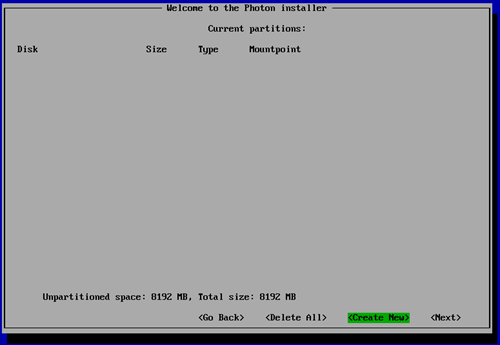 Welcome to the Photon installer
Current partitions:
Disk Size Type Mountpoint
Unpartitioned space: 8192 MB, Total size: 8192 MB
<Go Back> <Delete All> <Create New> <Next>